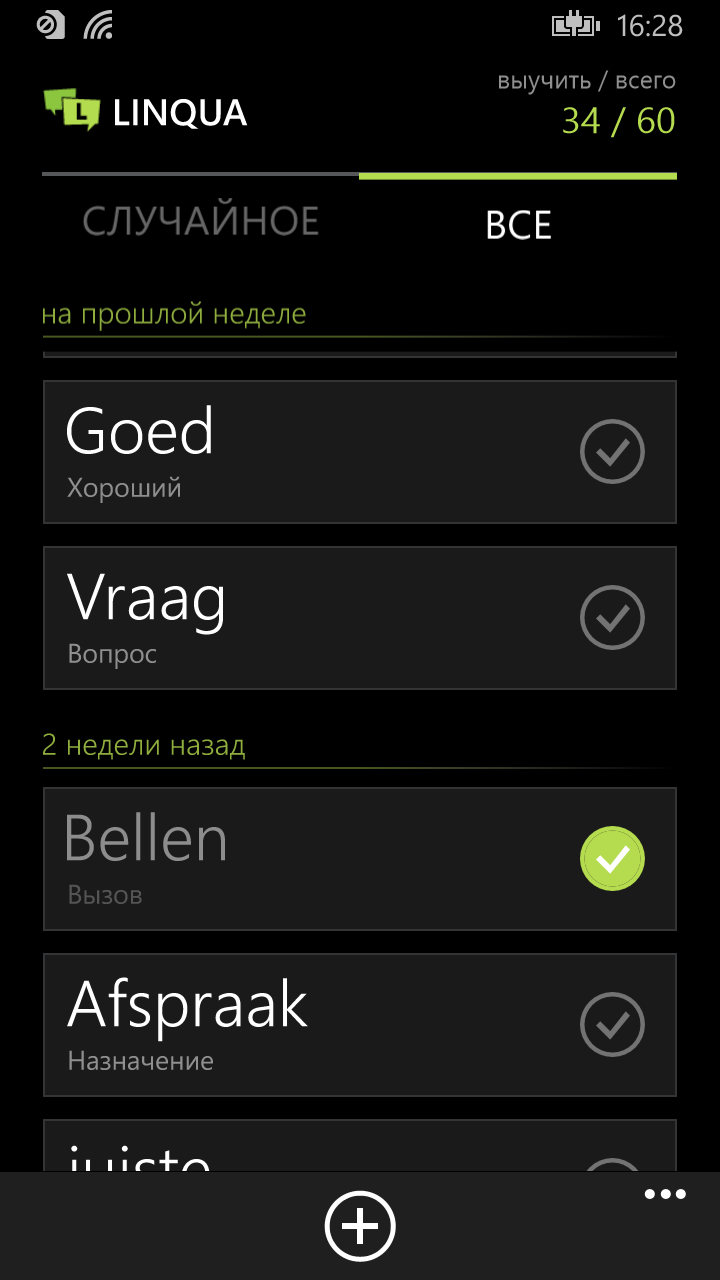 16:28
LINQUA
выучить / всего
34 / 60
СЛУЧАЙНОЕ
ВСЕ
на прошлой неделе
Goed
Хороший
Vraag
Вопрос
2 недели назад
Bellen
Вызов
Afspraak
Назначение
juiste